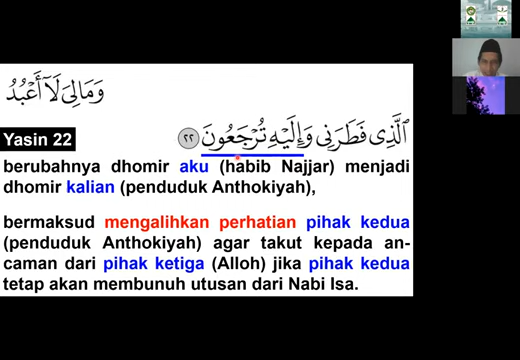 وَمَالِيَ لَآ أَعْبُدُ
الَّذِى فَطَرَنِى وَإِلَيْهِ تُرْجَعُونَ ٢٢
Yasin 22
berubahnya dhomir aku (habib Najjar) menjadi
dhomir kalian (penduduk Anthokiyah),
bermaksud mengalihkan perhatian pihak kedua
(penduduk Anthokiyah) agar takut kepada an-
caman dari pihak ketiga (Alloh) jika pihak kedua
tetap akan membunuh utusan dari Nabi Isa.